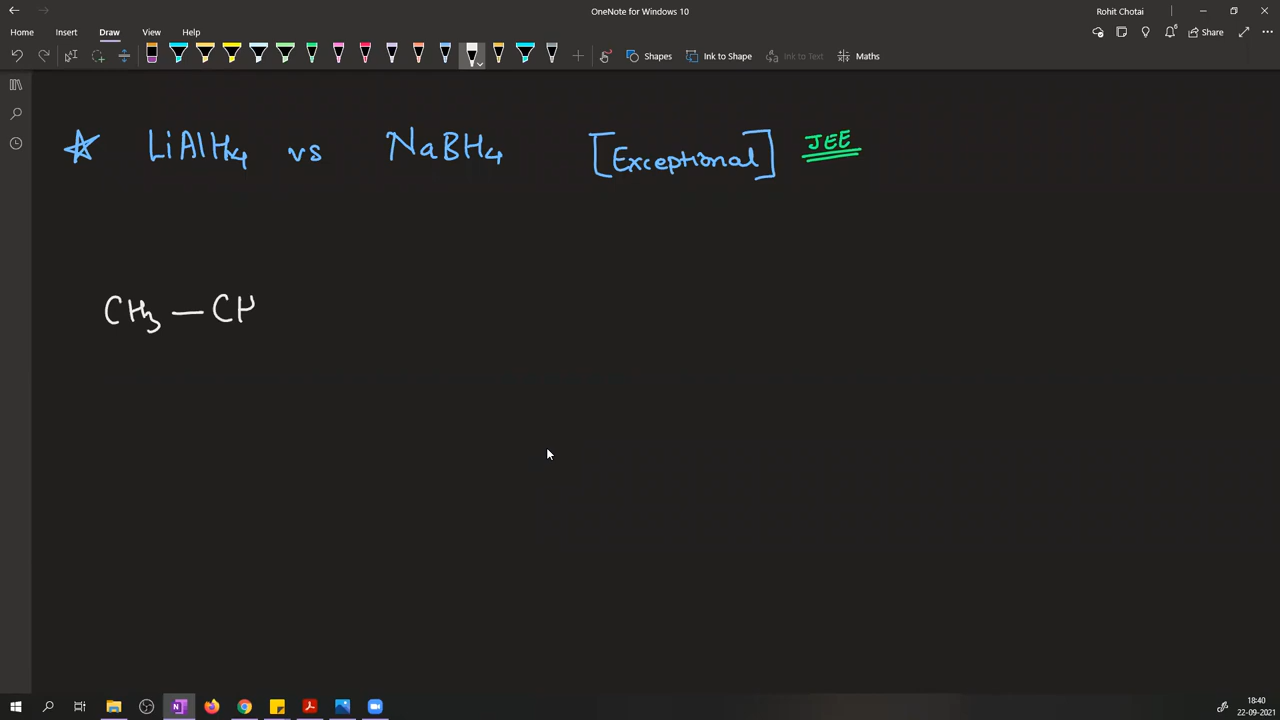 OneNote for Windows 10
Rohit Chotai
Home Insert Draw View Help
Share
Shapes Ink to Shape Ink to Text Maths
☆ LiAlH4 vs NaBH4 [Exceptional] JEE
CH3 — CH
18:40
22-09-2021